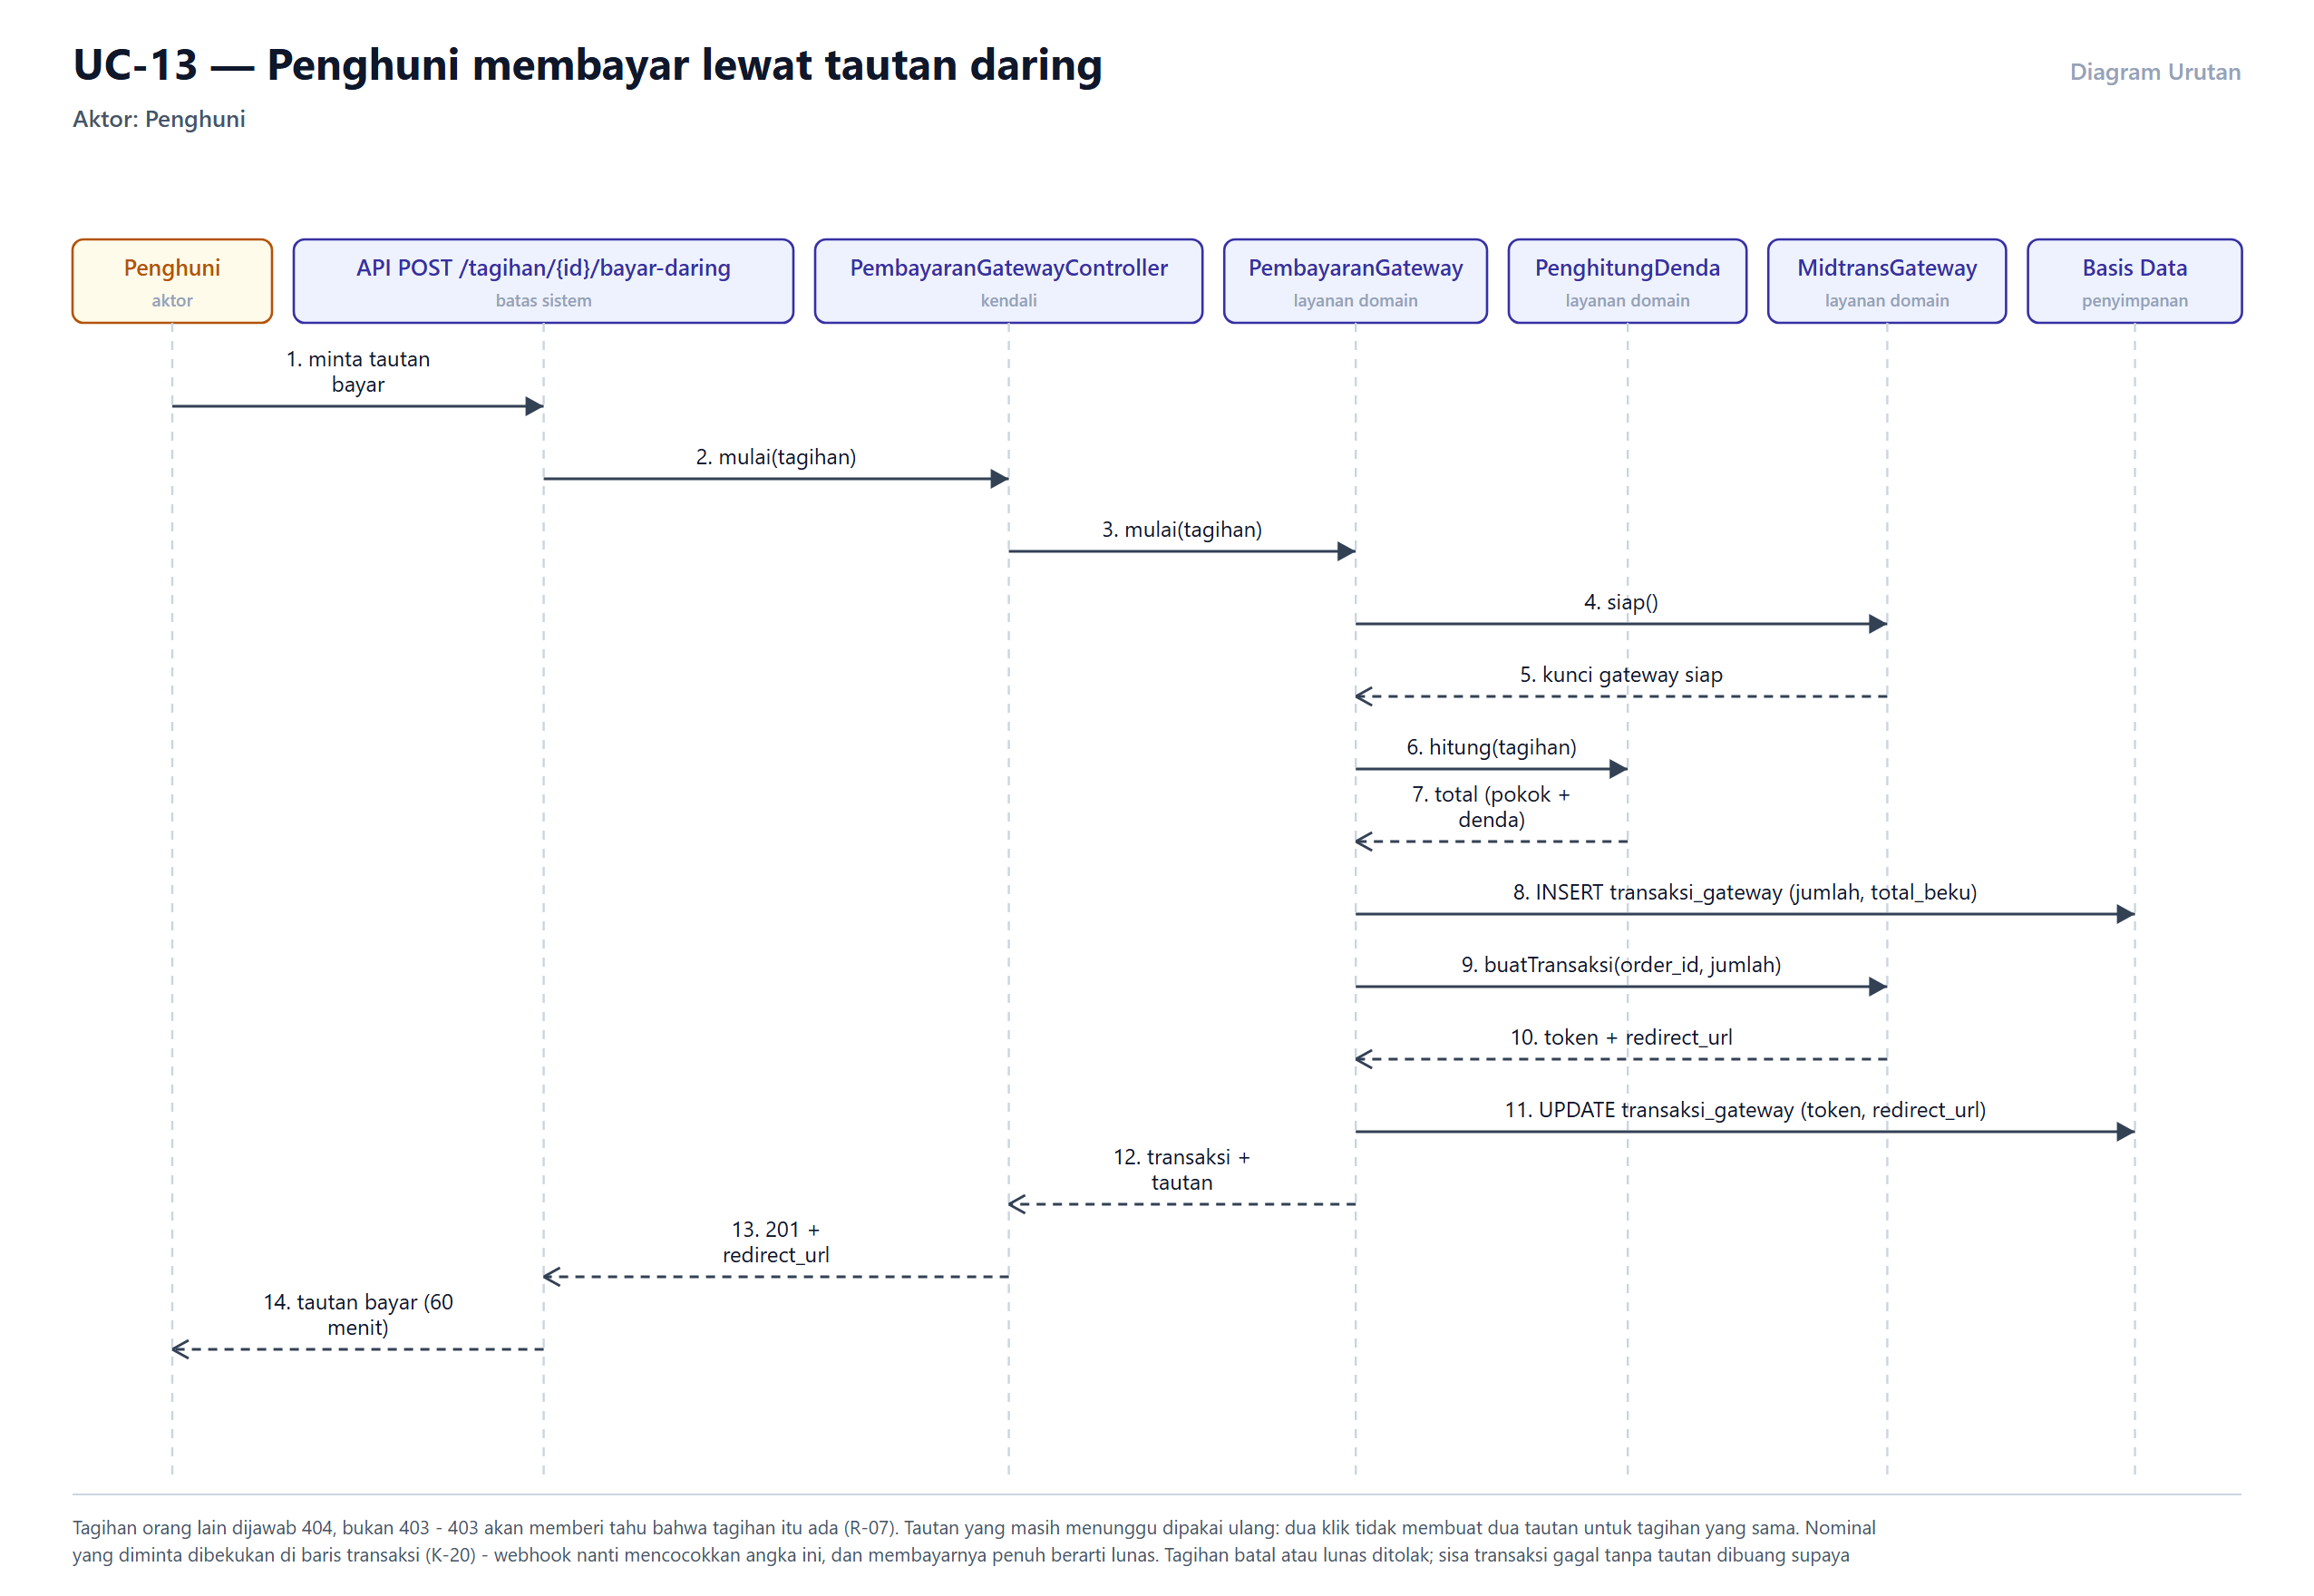 UC-13 — Penghuni membayar lewat tautan daring
Diagram Urutan
Aktor: Penghuni
Penghuni
aktor
API POST /tagihan/{id}/bayar-daring
batas sistem
PembayaranGatewayController
kendali
PembayaranGateway
layanan domain
PenghitungDenda
layanan domain
MidtransGateway
layanan domain
Basis Data
penyimpanan
1. minta tautan
bayar
2. mulai(tagihan)
3. mulai(tagihan)
4. siap()
5. kunci gateway siap
6. hitung(tagihan)
7. total (pokok +
denda)
8. INSERT transaksi_gateway (jumlah, total_beku)
9. buatTransaksi(order_id, jumlah)
10. token + redirect_url
11. UPDATE transaksi_gateway (token, redirect_url)
12. transaksi +
tautan
13. 201 +
redirect_url
14. tautan bayar (60
menit)
Tagihan orang lain dijawab 404, bukan 403 - 403 akan memberi tahu bahwa tagihan itu ada (R-07). Tautan yang masih menunggu dipakai ulang: dua klik tidak membuat dua tautan untuk tagihan yang sama. Nominal
yang diminta dibekukan di baris transaksi (K-20) - webhook nanti mencocokkan angka ini, dan membayarnya penuh berarti lunas. Tagihan batal atau lunas ditolak; sisa transaksi gagal tanpa tautan dibuang supaya